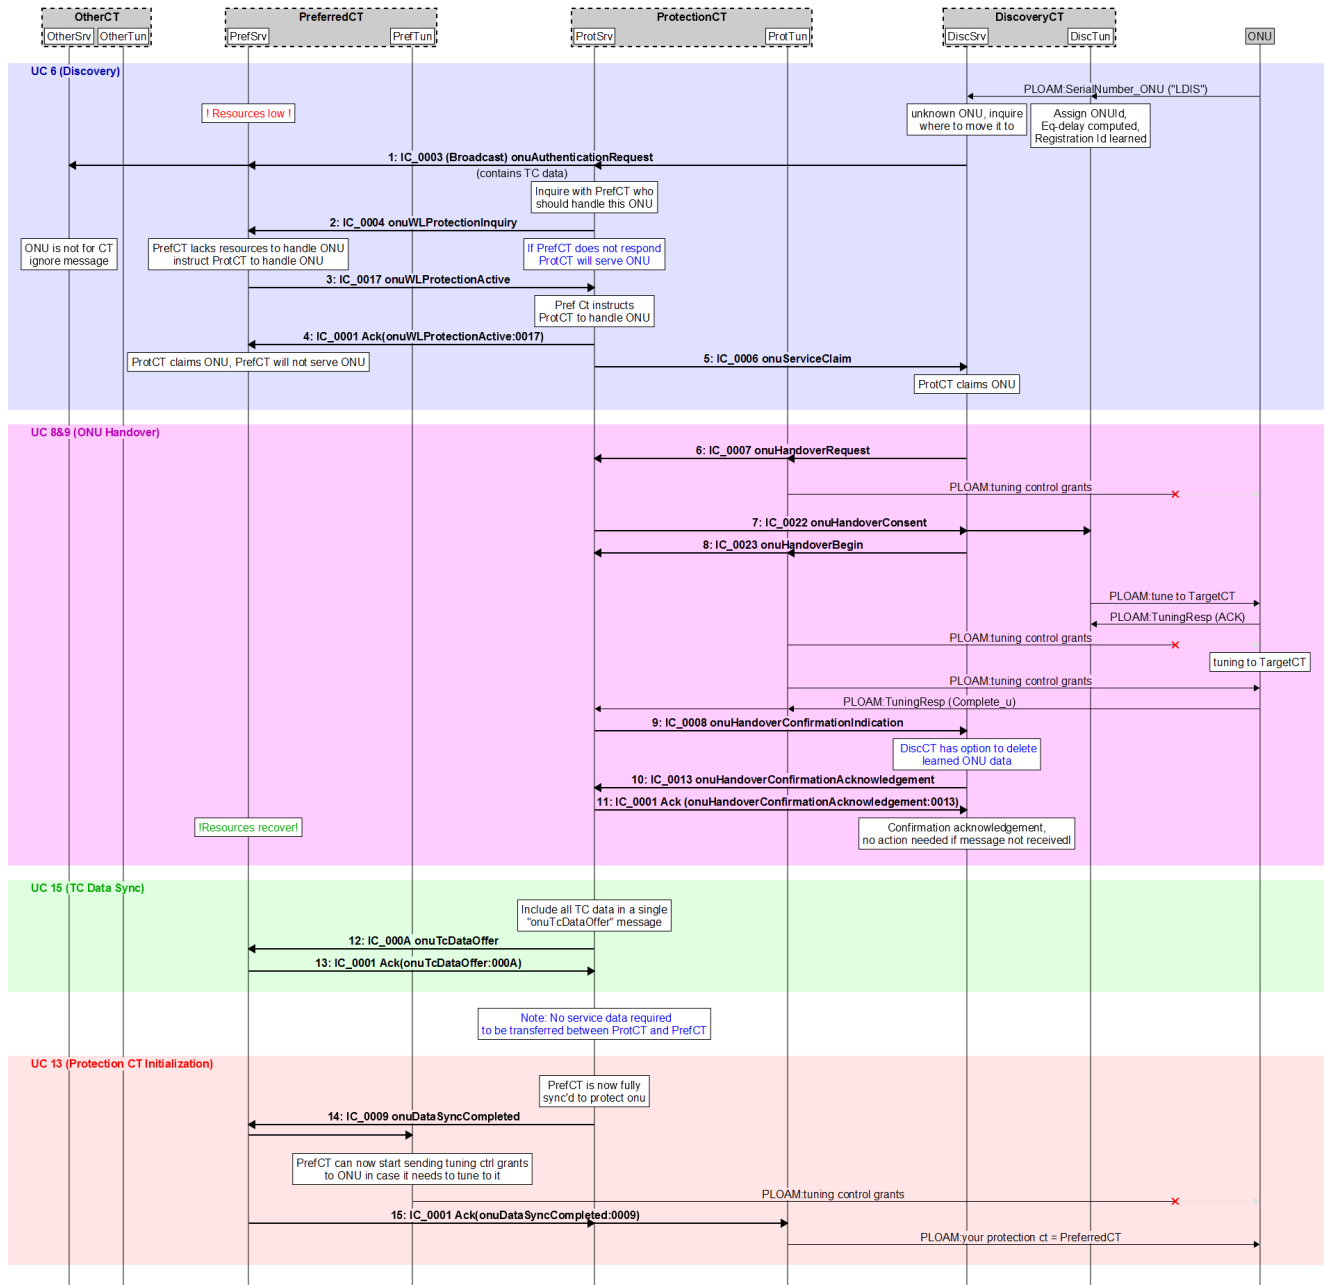 OtherCT
PreferredCT
ProtectionCT
DiscoveryCT
OtherSrv
OtherTun
PrefSrv
PrefTun
ProtSrv
ProtTun
DiscSrv
DiscTun
ONU
UC 6 (Discovery)
PLOAM:SerialNumber_ONU ("LDIS")
! Resources low !
unknown ONU, inquire
where to move it to
Assign ONUId,
Eq-delay computed,
Registration Id learned
1: IC_0003 (Broadcast) onuAuthenticationRequest
(contains TC data)
Inquire with PrefCT who
should handle this ONU
2: IC_0004 onuWLProtectionInquiry
ONU is not for CT
ignore message
PrefCT lacks resources to handle ONU
instruct ProtCT to handle ONU
If PrefCT does not respond
ProtCT will serve ONU
3: IC_0017 onuWLProtectionActive
Pref Ct instructs
ProtCT to handle ONU
4: IC_0001 Ack(onuWLProtectionActive:0017)
ProtCT claims ONU, PrefCT will not serve ONU
5: IC_0006 onuServiceClaim
ProtCT claims ONU
UC 8&9 (ONU Handover)
6: IC_0007 onuHandoverRequest
PLOAM:tuning control grants
7: IC_0022 onuHandoverConsent
8: IC_0023 onuHandoverBegin
PLOAM:tune to TargetCT
PLOAM:TuningResp (ACK)
PLOAM:tuning control grants
tuning to TargetCT
PLOAM:tuning control grants
PLOAM:TuningResp (Complete_u)
9: IC_0008 onuHandoverConfirmationIndication
DiscCT has option to delete
learned ONU data
10: IC_0013 onuHandoverConfirmationAcknowledgement
11: IC_0001 Ack (onuHandoverConfirmationAcknowledgement:0013)
!Resources recover!
Confirmation acknowledgement,
no action needed if message not received!
UC 15 (TC Data Sync)
Include all TC data in a single
"onuTcDataOffer" message
12: IC_000A onuTcDataOffer
13: IC_0001 Ack(onuTcDataOffer:000A)
Note: No service data required
to be transferred between ProtCT and PrefCT
UC 13 (Protection CT Initialization)
PrefCT is now fully
sync'd to protect onu
14: IC_0009 onuDataSyncCompleted
PrefCT can now start sending tuning ctrl grants
to ONU in case it needs to tune to it
PLOAM:tuning control grants
15: IC_0001 Ack(onuDataSyncCompleted:0009)
PLOAM:your protection ct = PreferredCT